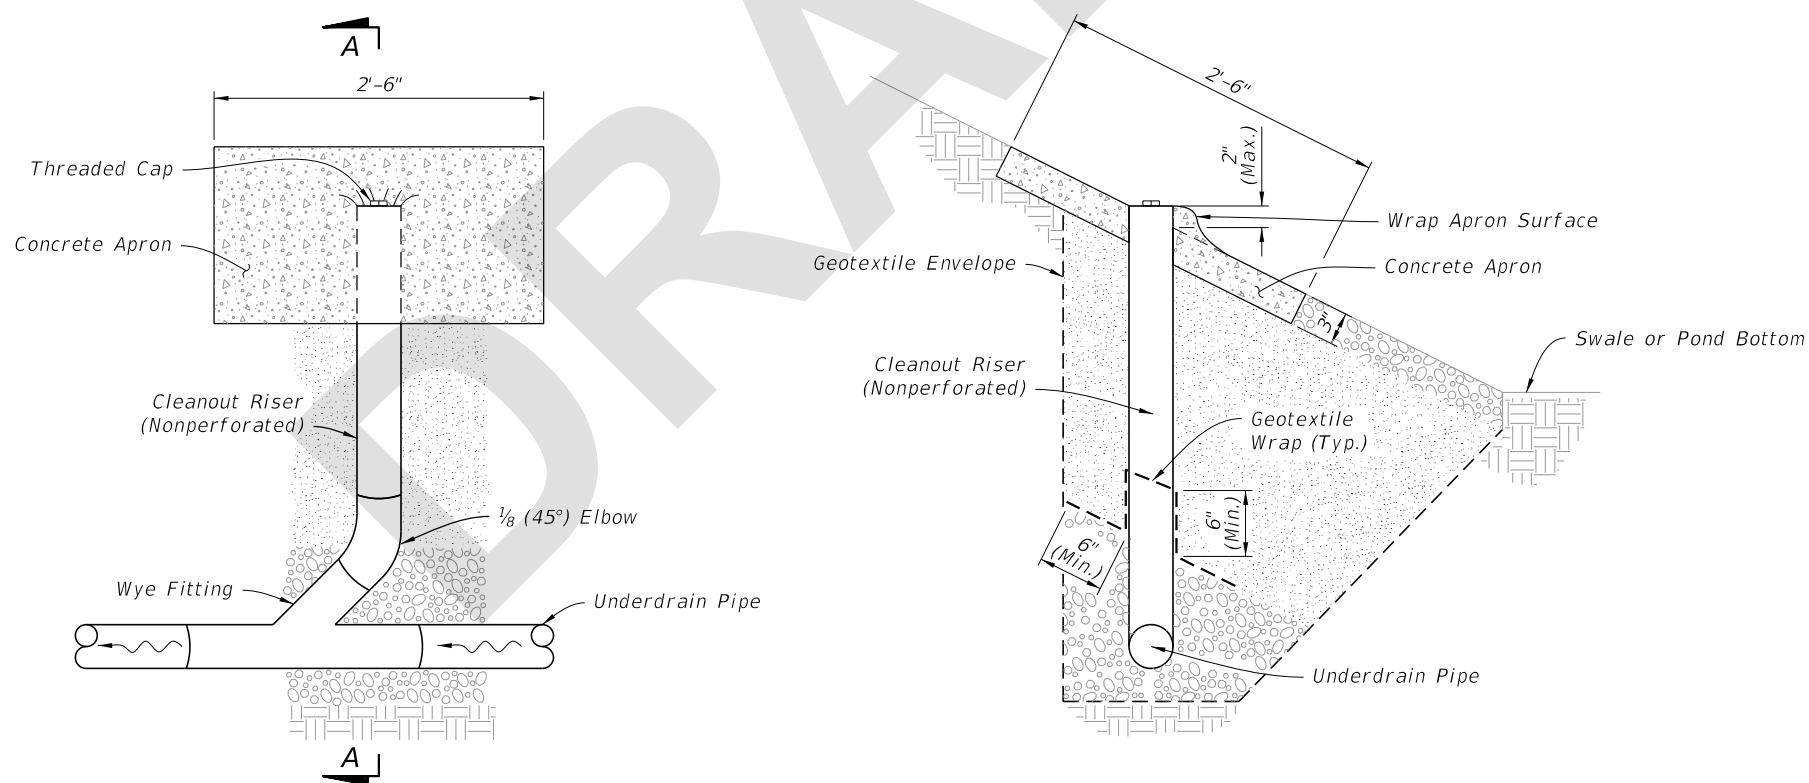 A
2'-6"
Threaded Cap
Concrete Apron
Cleanout Riser
(Nonperforated)
⅛ (45°) Elbow
Wye Fitting
Underdrain Pipe
A
2'-6"
2"
(Max.)
Wrap Apron Surface
Geotextile Envelope
Concrete Apron
3"
Swale or Pond Bottom
Cleanout Riser
(Nonperforated)
Geotextile
Wrap (Typ.)
6"
(Min.)
6"
(Min.)
Underdrain Pipe
DRA